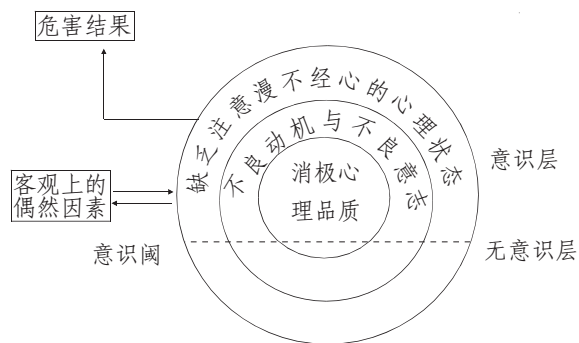 危害结果
缺乏注意漫不经心的心理状态
不良动机与不良意志
消极心
理品质
意识层
客观上的
偶然因素
意识阈
无意识层